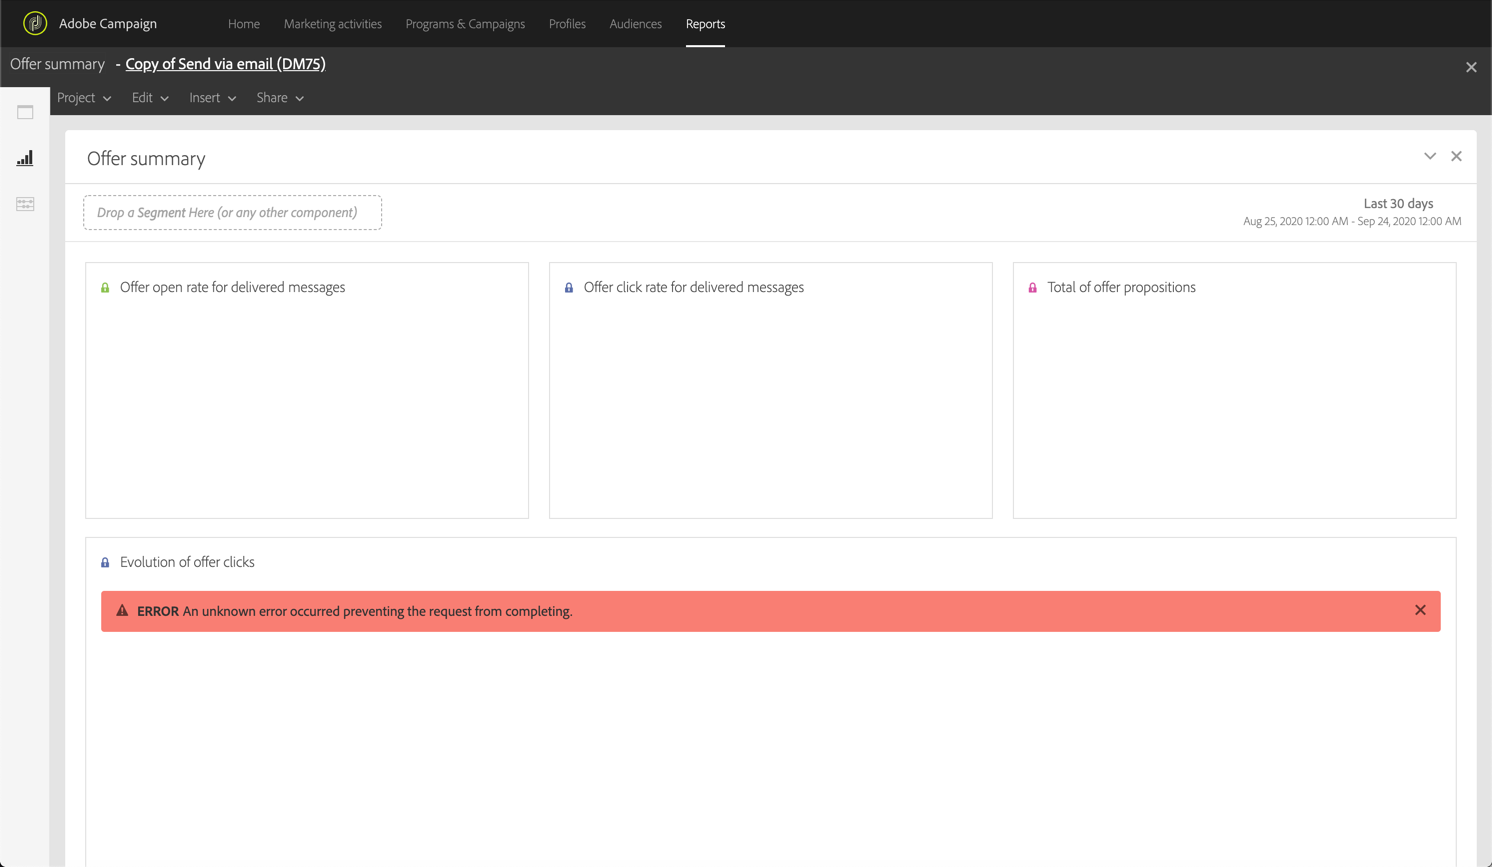 Adobe Campaign Home Marketing activities Programs & Campaigns Profiles Audiences Reports
Offer summary - Copy of Send via email (DM75)
Project Edit Insert Share
Offer summary
Drop a Segment Here (or any other component)
Last 30 days
Aug 25, 2020 12:00 AM - Sep 24, 2020 12:00 AM
Offer open rate for delivered messages
Offer click rate for delivered messages
Total of offer propositions
Evolution of offer clicks
ERROR An unknown error occurred preventing the request from completing.